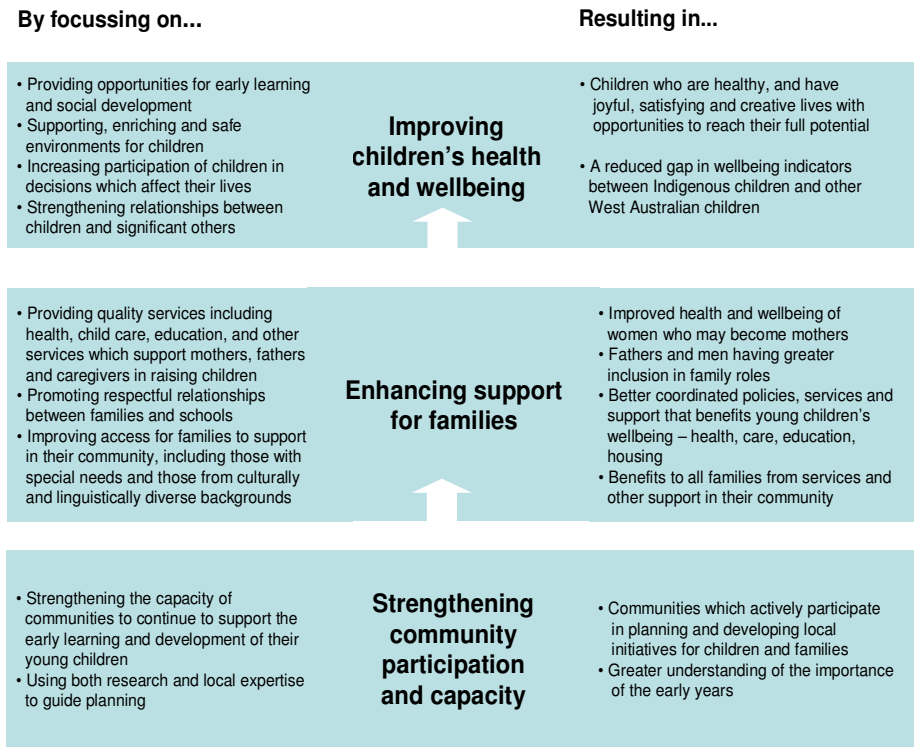 By focussing on...
Resulting in...
• Providing opportunities for early learning
and social development
• Supporting, enriching and safe
environments for children
• Increasing participation of children in
decisions which affect their lives
• Strengthening relationships between
children and significant others
Improving
children's health
and wellbeing
• Children who are healthy, and have
joyful, satisfying and creative lives with
opportunities to reach their full potential
• A reduced gap in wellbeing indicators
between Indigenous children and other
West Australian children
• Providing quality services including
health, child care, education, and other
services which support mothers, fathers
and caregivers in raising children
• Promoting respectful relationships
between families and schools
• Improving access for families to support
in their community, including those with
special needs and those from culturally
and linguistically diverse backgrounds
Enhancing support
for families
• Improved health and wellbeing of
women who may become mothers
• Fathers and men having greater
inclusion in family roles
• Better coordinated policies, services and
support that benefits young children's
wellbeing – health, care, education,
housing
• Benefits to all families from services and
other support in their community
• Strengthening the capacity of
communities to continue to support the
early learning and development of their
young children
• Using both research and local expertise
to guide planning
Strengthening
community
participation
and capacity
• Communities which actively participate
in planning and developing local
initiatives for children and families
• Greater understanding of the importance
of the early years